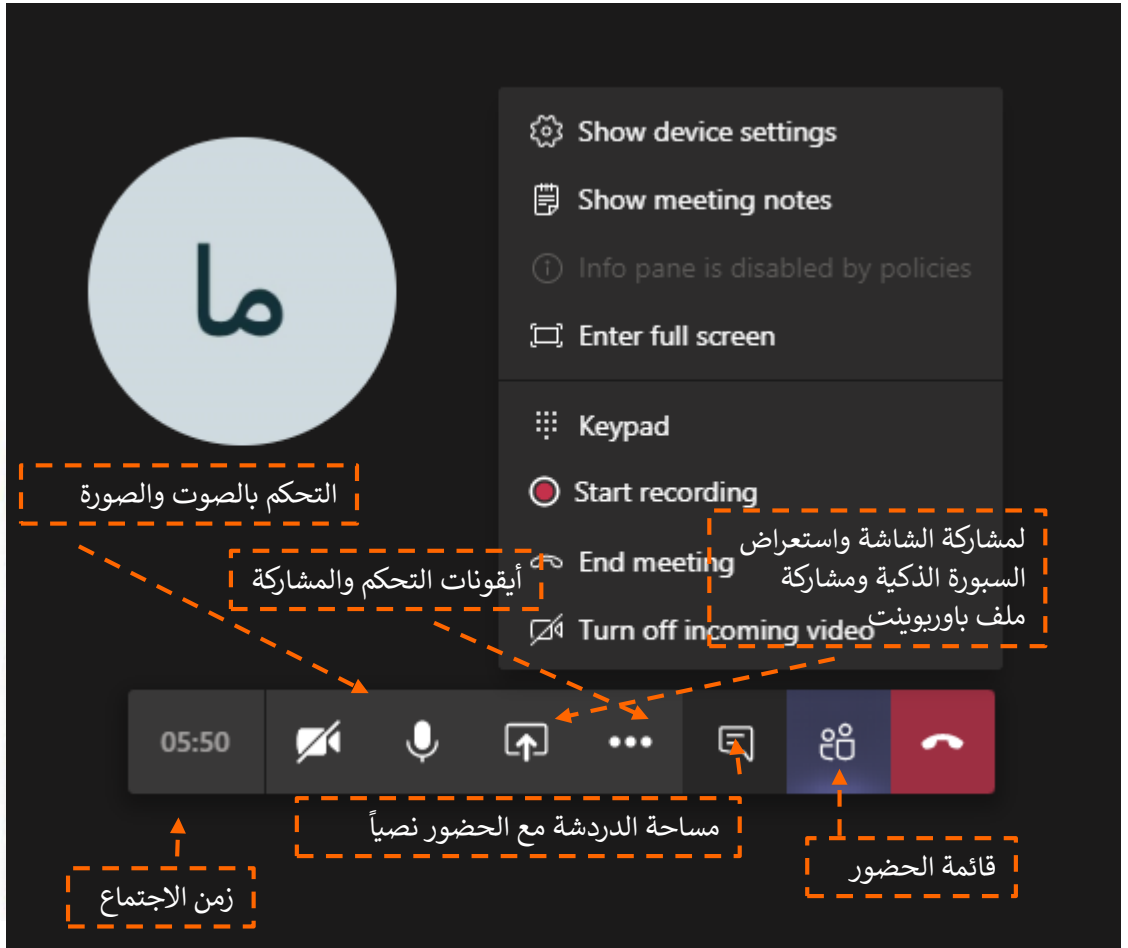 Show device settings
Show meeting notes
ما
Info pane is disabled by policies
Enter full screen
Keypad
التحكم بالصوت والصورة
Start recording
لمشاركة الشاشة واستعراض
السبورة الذكية ومشاركة
ملف باوربوينت
End meeting
أيقونات التحكم والمشاركة
Turn off incoming video
05:50
مساحة الدردشة مع الحضور نصياً
قائمة الحضور
زمن الاجتماع